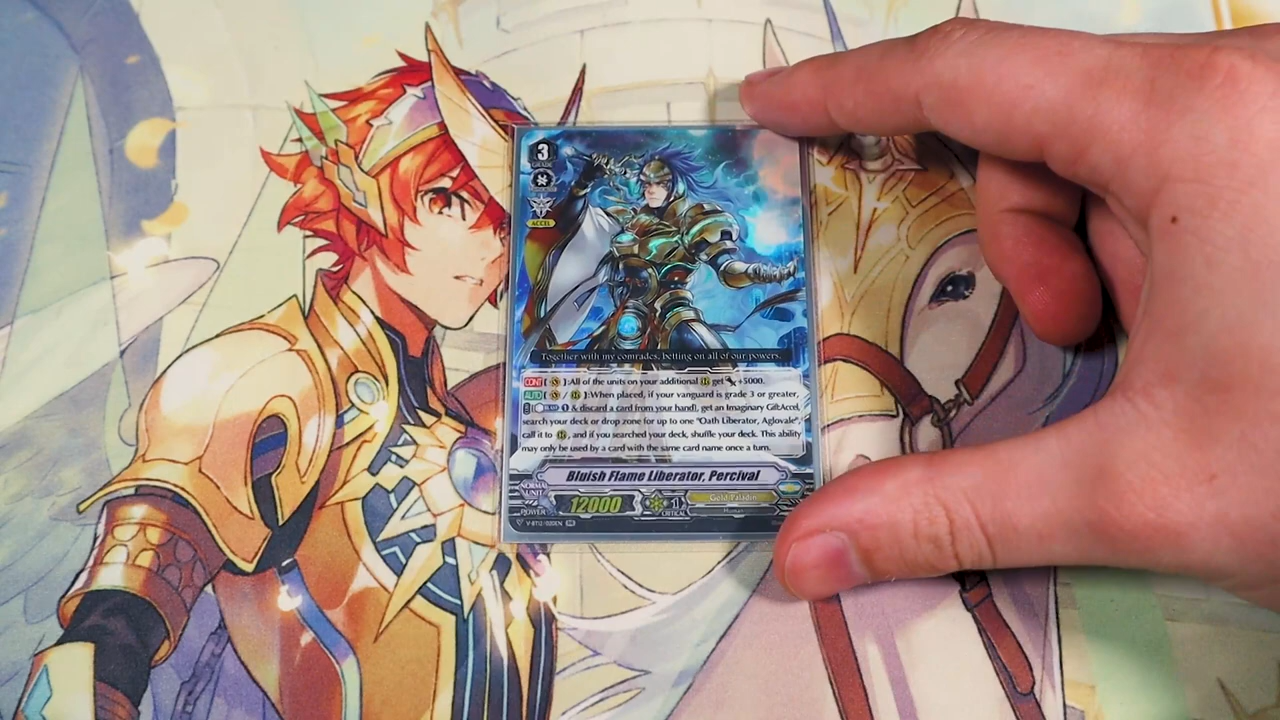 3
GRADE
ACCEL
Together with my comrades, betting on all of our powers.
CONT [ ]:All of the units on your additional get +5000.
AUTO [ / ]:When placed, if your vanguard is grade 3 or greater,
[ -BLAST 1 & discard a card from your hand], get an Imaginary Gift Accel,
search your deck or drop zone for up to one "Oath Liberator, Aglovale",
call it to , and if you searched your deck, shuffle your deck. This ability
may only be used by a card with the same card name once a turn.
Bluish Flame Liberator, Percival
NORMAL UNIT
POWER 12000 1 CRITICAL Gold Paladin
Human
V-BT12/020EN RR